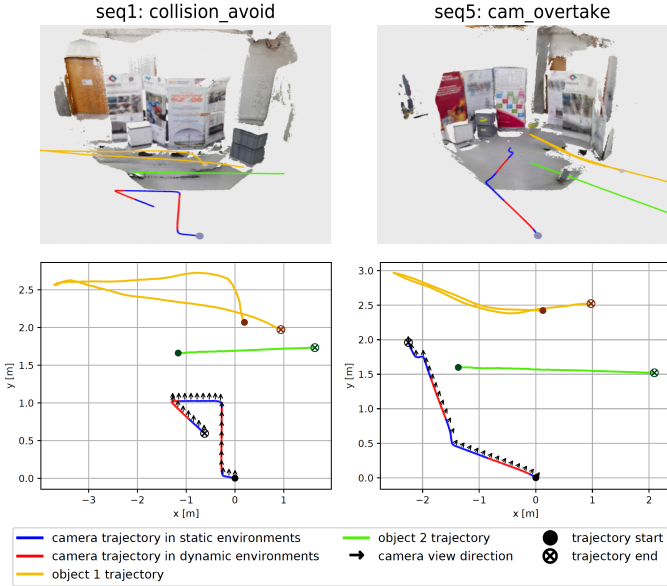 seq1: collision_avoid
seq5: cam_overtake
y [m]
2.5
2.0
1.5
1.0
0.5
0.0
−3
−2
−1
0
1
x [m]
y [m]
3.0
2.5
2.0
1.5
1.0
0.5
0.0
−2
−1
0
1
2
x [m]
camera trajectory in static environments
camera trajectory in dynamic environments
object 1 trajectory
object 2 trajectory
camera view direction
trajectory start
trajectory end